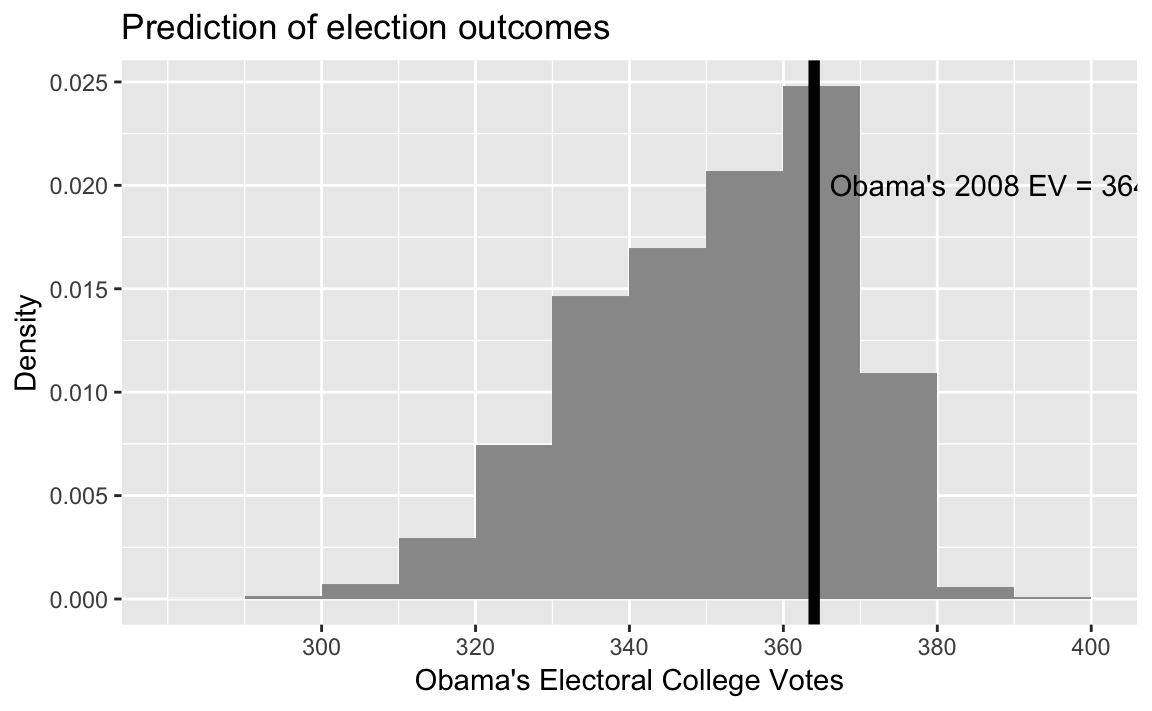 Prediction of election outcomes
0.025
0.020
0.015
0.010
0.005
0.000
Density
Obama's 2008 EV = 364
300 320 340 360 380 400
Obama's Electoral College Votes